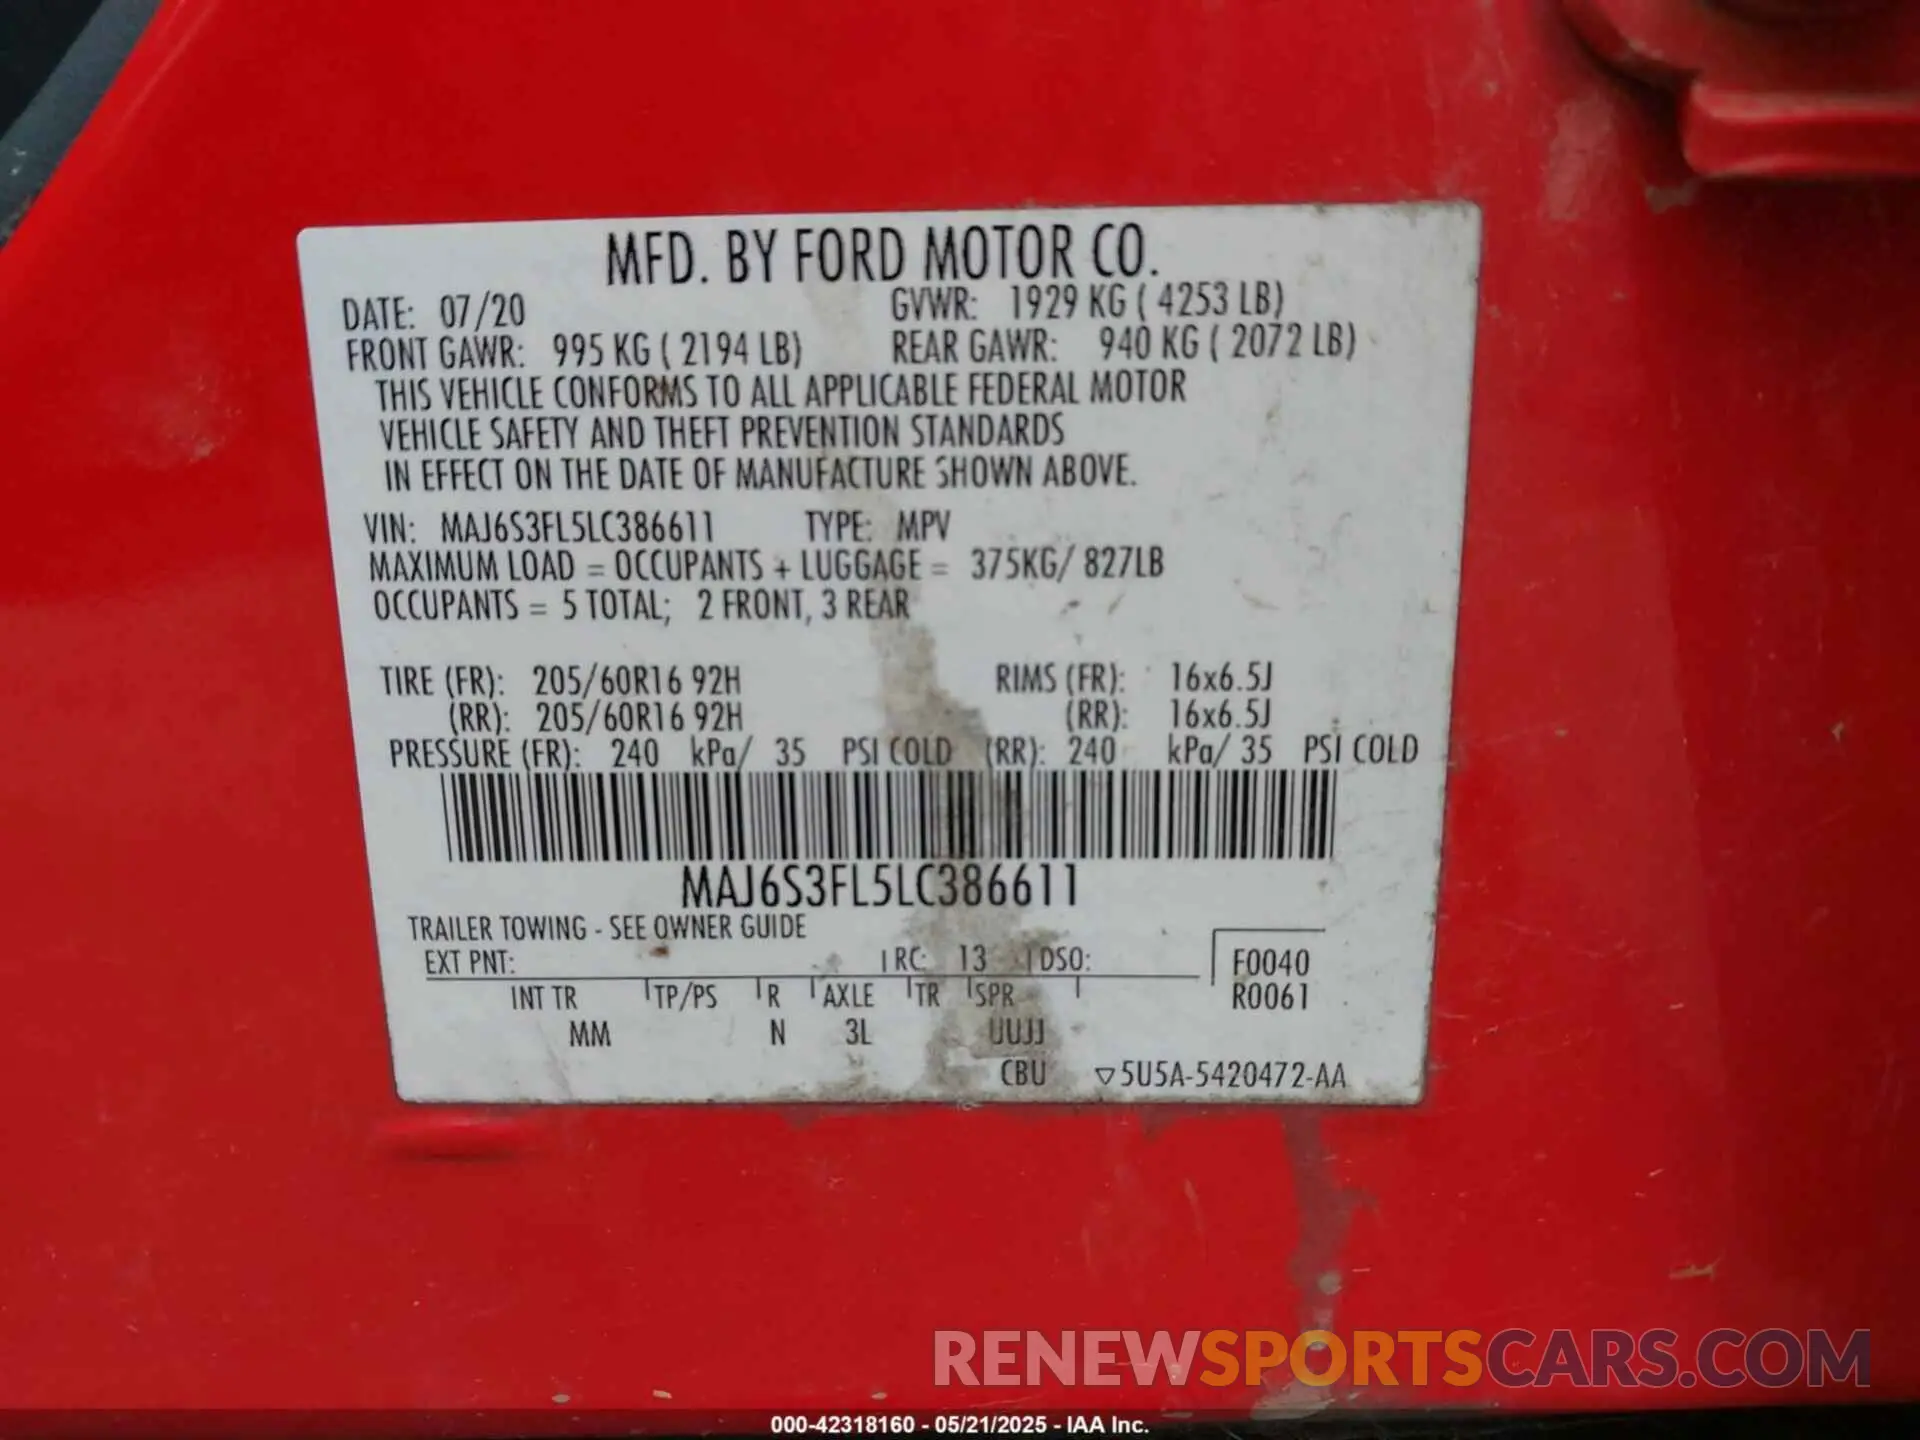 MFD. BY FORD MOTOR CO.
DATE: 07/20 GVWR: 1929 KG ( 4253 LB)
FRONT GAWR: 995 KG ( 2194 LB) REAR GAWR: 940 KG ( 2072 LB)
THIS VEHICLE CONFORMS TO ALL APPLICABLE FEDERAL MOTOR
VEHICLE SAFETY AND THEFT PREVENTION STANDARDS
IN EFFECT ON THE DATE OF MANUFACTURE SHOWN ABOVE.
VIN: MAJ6S3FL5LC386611 TYPE: MPV
MAXIMUM LOAD = OCCUPANTS + LUGGAGE = 375KG/ 827LB
OCCUPANTS = 5 TOTAL; 2 FRONT, 3 REAR
TIRE (FR): 205/60R16 92H RIMS (FR): 16x6.5J
(RR): 205/60R16 92H (RR): 16x6.5J
PRESSURE (FR): 240 kPa/ 35 PSI COLD (RR): 240 kPa/ 35 PSI COLD
MAJ6S3FL5LC386611
TRAILER TOWING - SEE OWNER GUIDE
EXT PNT: RC: 13 DSO: F0040
INT TR TP/PS R AXLE TR SPR R0061
MM N 3L UUJJ
CBU ▽5U5A-5420472-AA
RENEWSPORTSCARS.COM
000-42318160 - 05/21/2025 - IAA Inc.